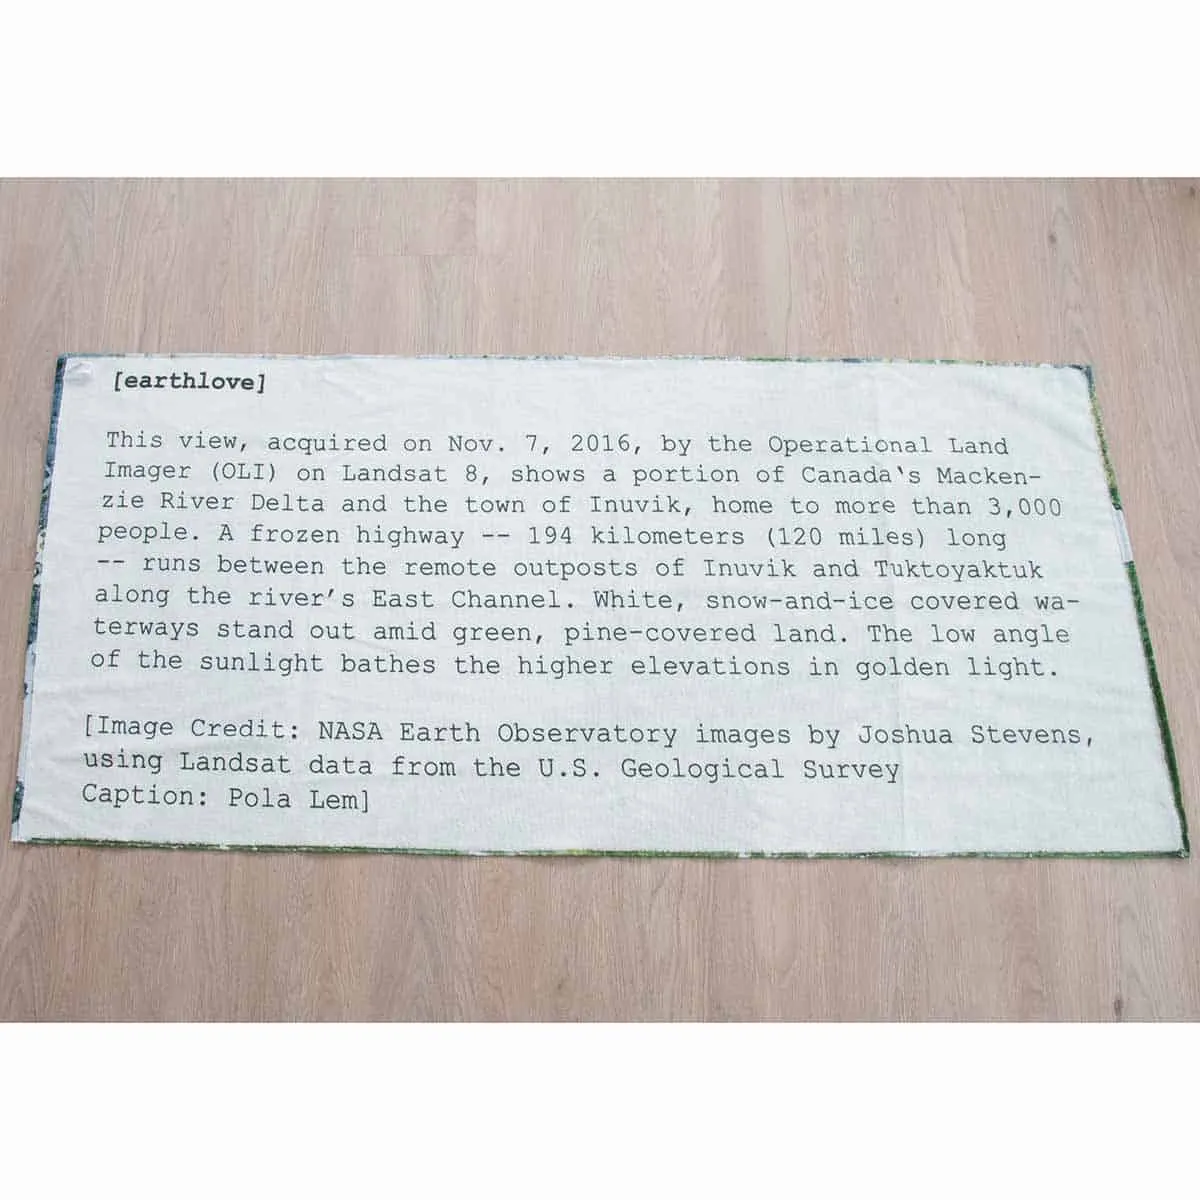 [earthlove]
This view, acquired on Nov. 7, 2016, by the Operational Land
Imager (OLI) on Landsat 8, shows a portion of Canada‛s Macken-
zie River Delta and the town of Inuvik, home to more than 3,000
people. A frozen highway -- 194 kilometers (120 miles) long
-- runs between the remote outposts of Inuvik and Tuktoyaktuk
along the river’s East Channel. White, snow-and-ice covered wa-
terways stand out amid green, pine-covered land. The low angle
of the sunlight bathes the higher elevations in golden light.
[Image Credit: NASA Earth Observatory images by Joshua Stevens,
using Landsat data from the U.S. Geological Survey
Caption: Pola Lem]